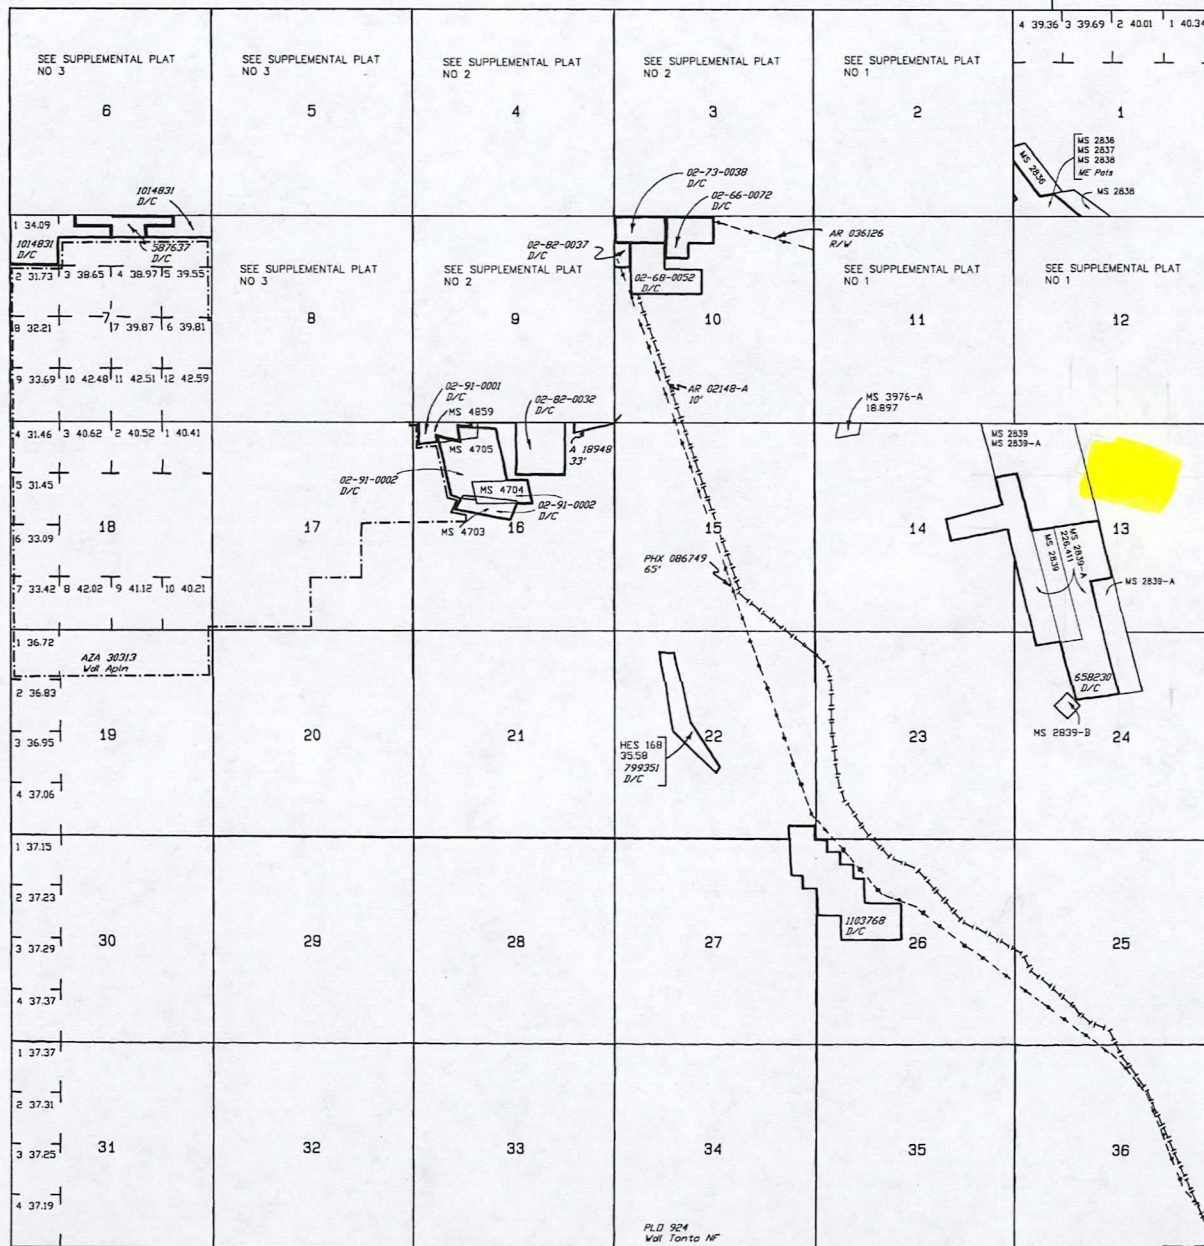 4 39.36 3 39.69 2 40.01 1 40.34
SEE SUPPLEMENTAL PLAT
NO 3
6
SEE SUPPLEMENTAL PLAT
NO 3
5
SEE SUPPLEMENTAL PLAT
NO 2
4
SEE SUPPLEMENTAL PLAT
NO 2
3
SEE SUPPLEMENTAL PLAT
NO 1
2
1
MS 2836
MS 2836
MS 2837
MS 2838
ME Pats
MS 2838
1014831
D/C
1 34.09
1014831
D/C
587637
D/C
2 31.73 3 38.65 4 38.97 5 39.55
7
8 32.21 7 39.87 6 39.81
9 33.69 10 42.48 11 42.51 12 42.59
SEE SUPPLEMENTAL PLAT
NO 3
8
SEE SUPPLEMENTAL PLAT
NO 2
9
02-73-0038
D/C
02-66-0072
D/C
02-82-0037
D/C
02-68-0052
D/C
10
AR 036126
R/W
AR 02148-A
10'
SEE SUPPLEMENTAL PLAT
NO 1
11
SEE SUPPLEMENTAL PLAT
NO 1
12
4 31.46 3 40.62 2 40.52 1 40.41
5 31.45
18
6 33.09
7 33.42 8 42.02 9 41.12 10 40.21
17
02-91-0001
D/C
MS 4859
02-82-0032
D/C
A 18948
33'
MS 4705
02-91-0002
D/C
MS 4704
02-91-0002
D/C
MS 4703
16
15
PHX 086749
65'
MS 3976-A
18.897
14
MS 2839
MS 2839-A
13
MS 2839
MS 2839-A
226.411
MS 2839-A
658230
D/C
MS 2839-B
1 36.72
AZA 30313
Wdl Apln
2 36.83
3 36.95
4 37.06
19
20
21
HES 168
35.58
799351
D/C
22
23
24
1 37.15
2 37.23
3 37.29
4 37.37
30
29
28
27
1103768
D/C
26
25
1 37.37
2 37.31
3 37.25
4 37.19
31
32
33
34
35
36
PLO 924
Wdl Tonto NF